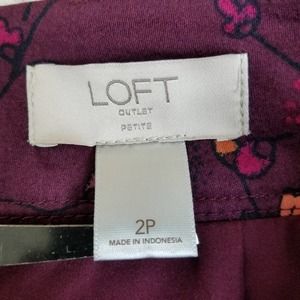 LOFT
OUTLET
PETITE
2P
MADE IN INDONESIA